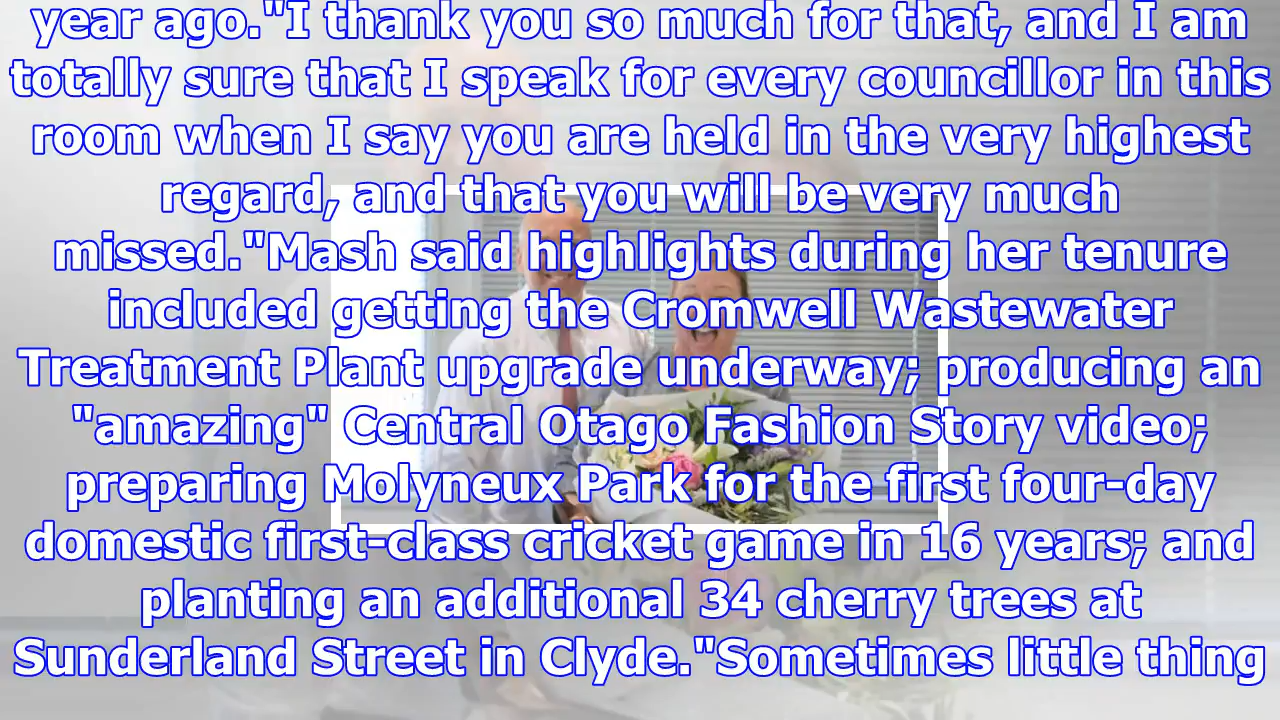 year ago."I thank you so much for that, and I am
totally sure that I speak for every councillor in this
room when I say you are held in the very highest
regard, and that you will be very much
missed."Mash said highlights during her tenure
included getting the Cromwell Wastewater
Treatment Plant upgrade underway; producing an
"amazing" Central Otago Fashion Story video;
preparing Molyneux Park for the first four-day
domestic first-class cricket game in 16 years; and
planting an additional 34 cherry trees at
Sunderland Street in Clyde."Sometimes little thing